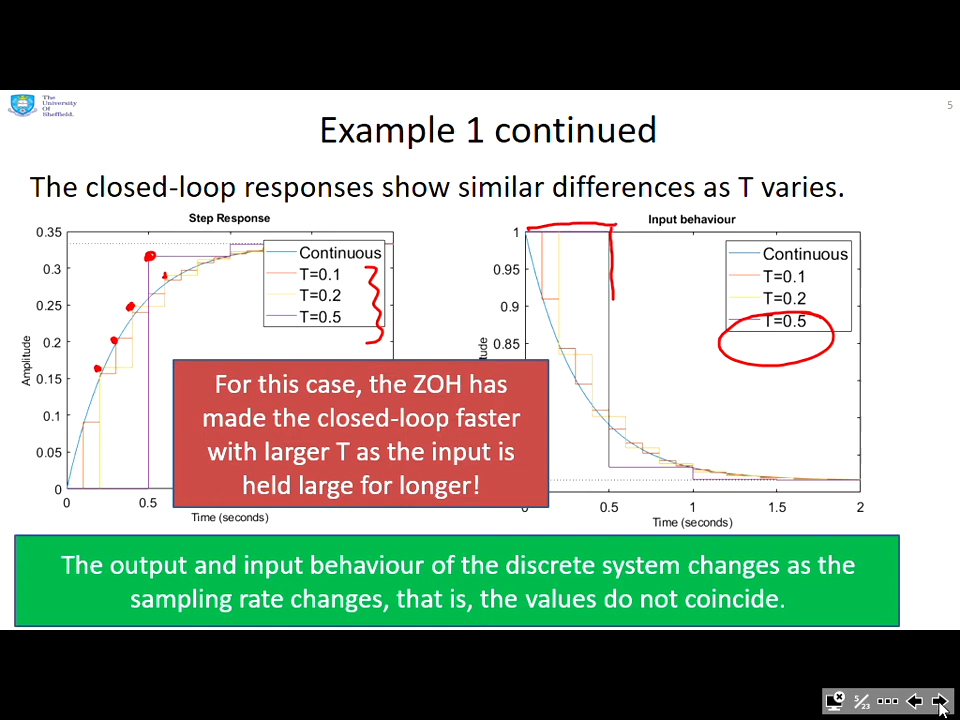 The
University
Of
Sheffield.
5
Example 1 continued
The closed-loop responses show similar differences as T varies.
Step Response
0.35
0.3
0.25
0.2
0.15
0.1
0.05
0
Amplitude
0
0.5
Time (seconds)
Continuous
T=0.1
T=0.2
T=0.5
Input behaviour
1
0.95
0.9
0.85
0
0.5
1
1.5
2
Time (seconds)
Continuous
T=0.1
T=0.2
T=0.5
For this case, the ZOH has
made the closed-loop faster
with larger T as the input is
held large for longer!
The output and input behaviour of the discrete system changes as the
sampling rate changes, that is, the values do not coincide.
5/23